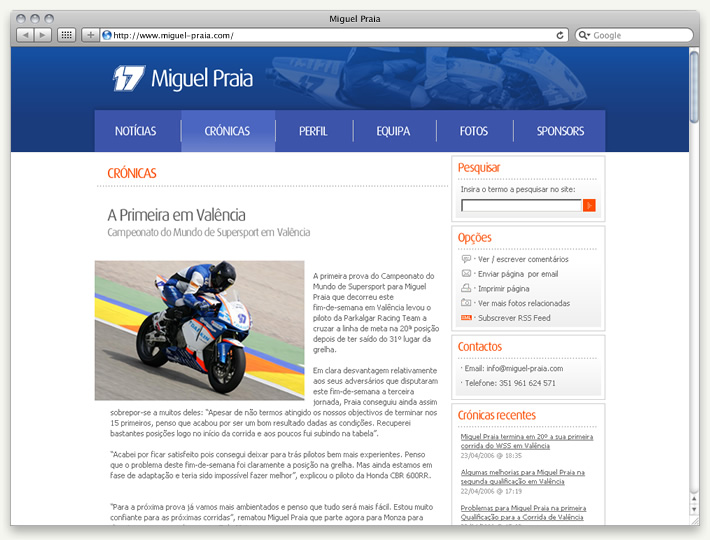 Miguel Praia
http://www.miguel-praia.com/
Google
17 Miguel Praia
NOTÍCIAS
CRÓNICAS
PERFIL
EQUIPA
FOTOS
SPONSORS
CRÓNICAS
A Primeira em Valência
Campeonato do Mundo de Supersport em Valência
A primeira prova do Campeonato do
Mundo de Supersport para Miguel
Praia que decorreu este
fim-de-semana em Valência levou o
piloto da Parkalgar Racing Team a
cruzar a linha de meta na 20ª posição
depois de ter saído do 31º lugar da
grelha.
Em clara desvantagem relativamente
aos seus adversários que disputaram
este fim-de-semana a terceira
jornada, Praia conseguiu ainda assim
sobrepor-se a muitos deles: “Apesar de não termos atingido os nossos objectivos de terminar nos
15 primeiros, penso que acabou por ser um bom resultado dadas as condições. Recuperei
bastantes posições logo no início da corrida e aos poucos fui subindo na tabela”.
“Acabei por ficar satisfeito pois consegui deixar para trás pilotos bem mais experientes. Penso
que o problema deste fim-de-semana foi claramente a posição na grelha. Mas ainda estamos em
fase de adaptação e teria sido impossível fazer melhor”, explicou o piloto da Honda CBR 600RR..
“Para a próxima prova já vamos mais ambientados e penso que tudo será mais fácil. Estou muito
confiante para as próximas corridas”, rematou Miguel Praia que parte agora para Monza para
Pesquisar
Insira o termo a pesquisar no site:
Opções
· Ver / escrever comentários
· Enviar página por email
· Imprimir página
· Ver mais fotos relacionadas
XML · Subscrever RSS Feed
Contactos
· Email: info@miguel-praia.com
· Telefone: 351 961 624 571
Crónicas recentes
Miguel Praia termina em 20º a sua primeira
corrida do WSS em Valência
23/04/2006 @ 18:35
Algumas melhorias para Miguel Praia na
segunda qualificação em Valência
22/04/2006 @ 17:19
Problemas para Miguel Praia na primeira
Qualificação para a Corrida de Valência